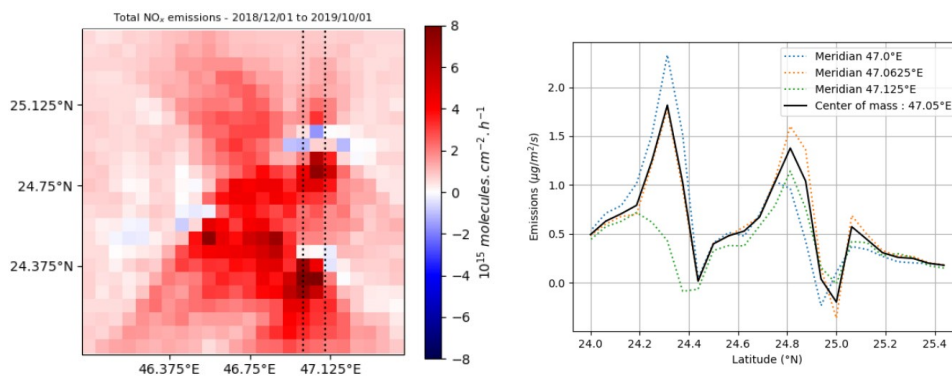 Total NOₓ emissions - 2018/12/01 to 2019/10/01
25.125°N
24.75°N
24.375°N
46.375°E
46.75°E
47.125°E
8
6
4
2
0
−2
−4
−6
−8
10¹⁵ molecules.cm⁻².h⁻¹
Meridian 47.0°E
Meridian 47.0625°E
Meridian 47.125°E
Center of mass : 47.05°E
Emissions (µg/m²/s)
2.0
1.5
1.0
0.5
0.0
24.0 24.2 24.4 24.6 24.8 25.0 25.2 25.4
Latitude (°N)